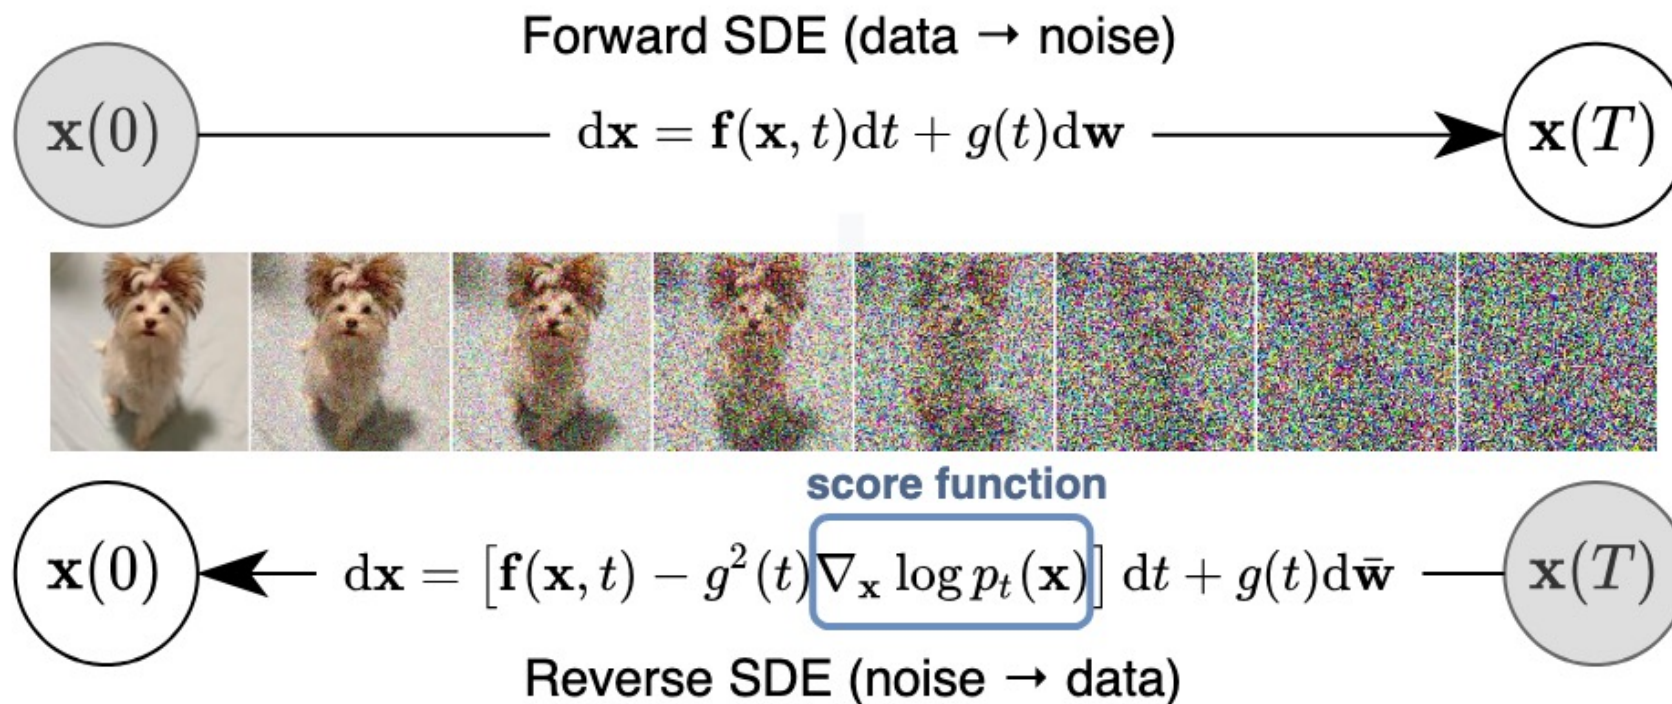 Forward SDE (data → noise)
x(0) dx = f(x, t)dt + g(t)dw x(T)
score function
x(0) dx = [f(x, t) − g²(t)∇ₓ log pₜ(x)] dt + g(t)dw̄ x(T)
Reverse SDE (noise → data)